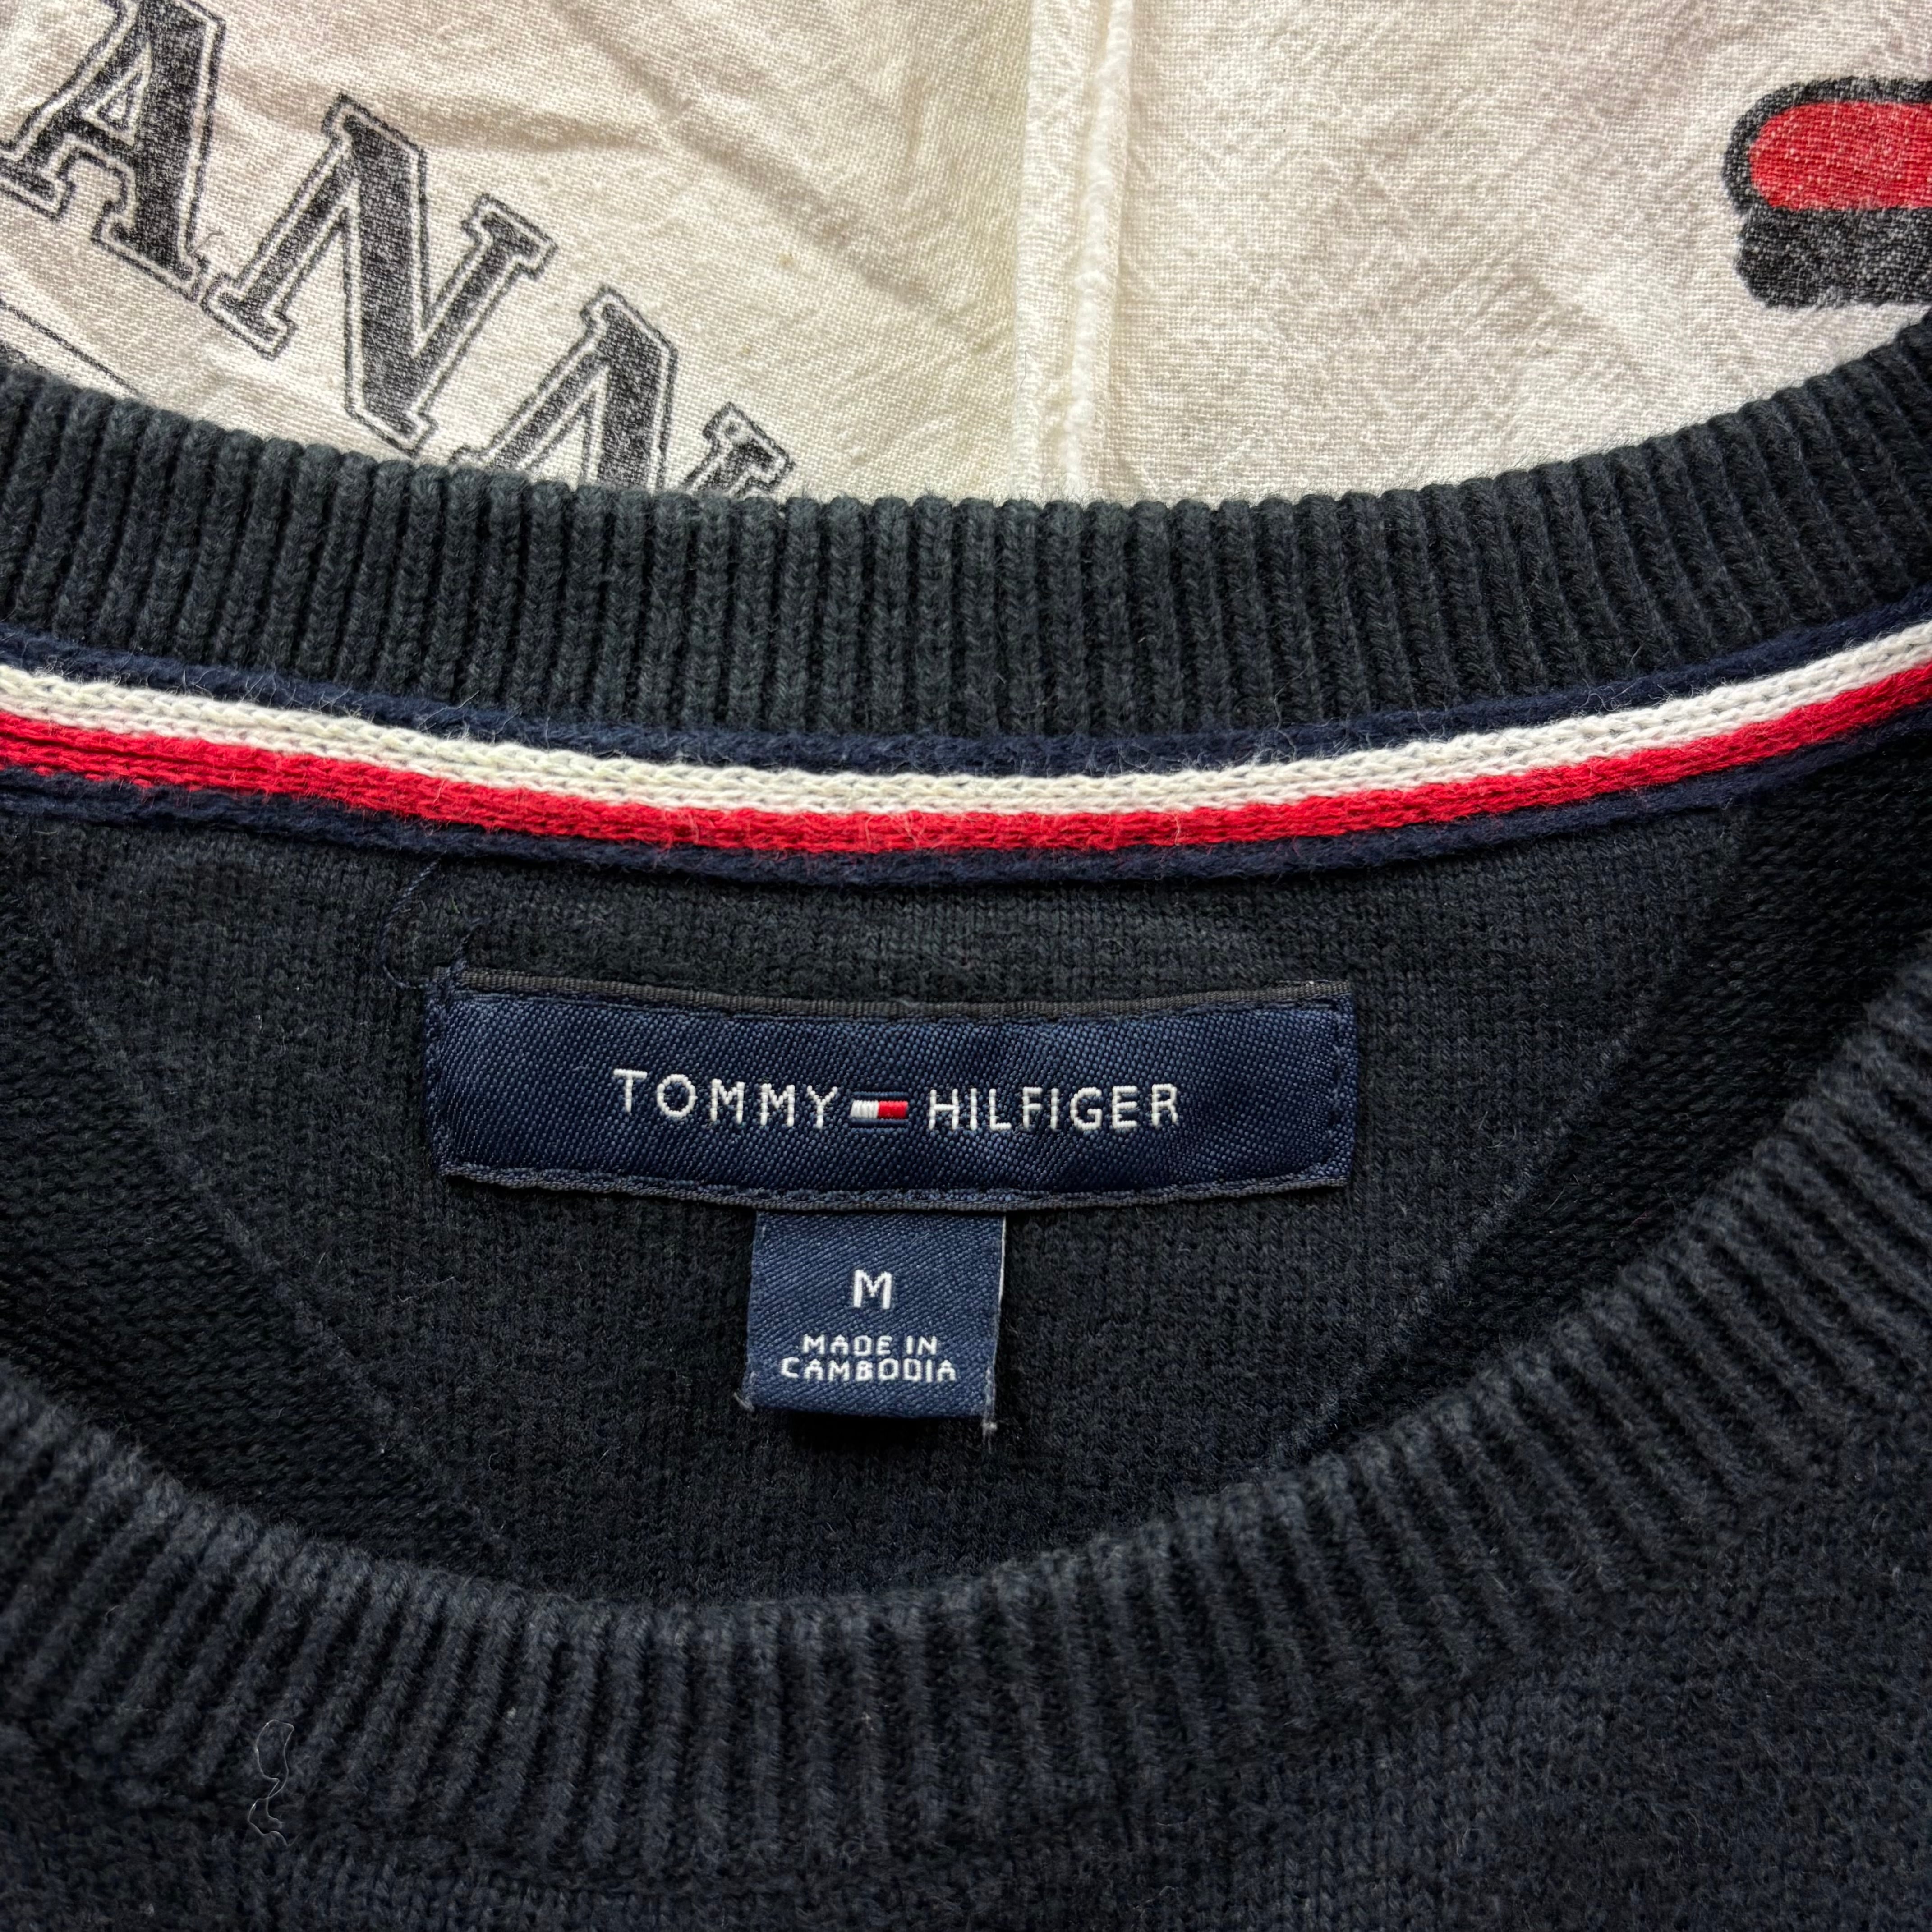 ANN
TOMMY HILFIGER
M
MADE IN
CAMBODIA